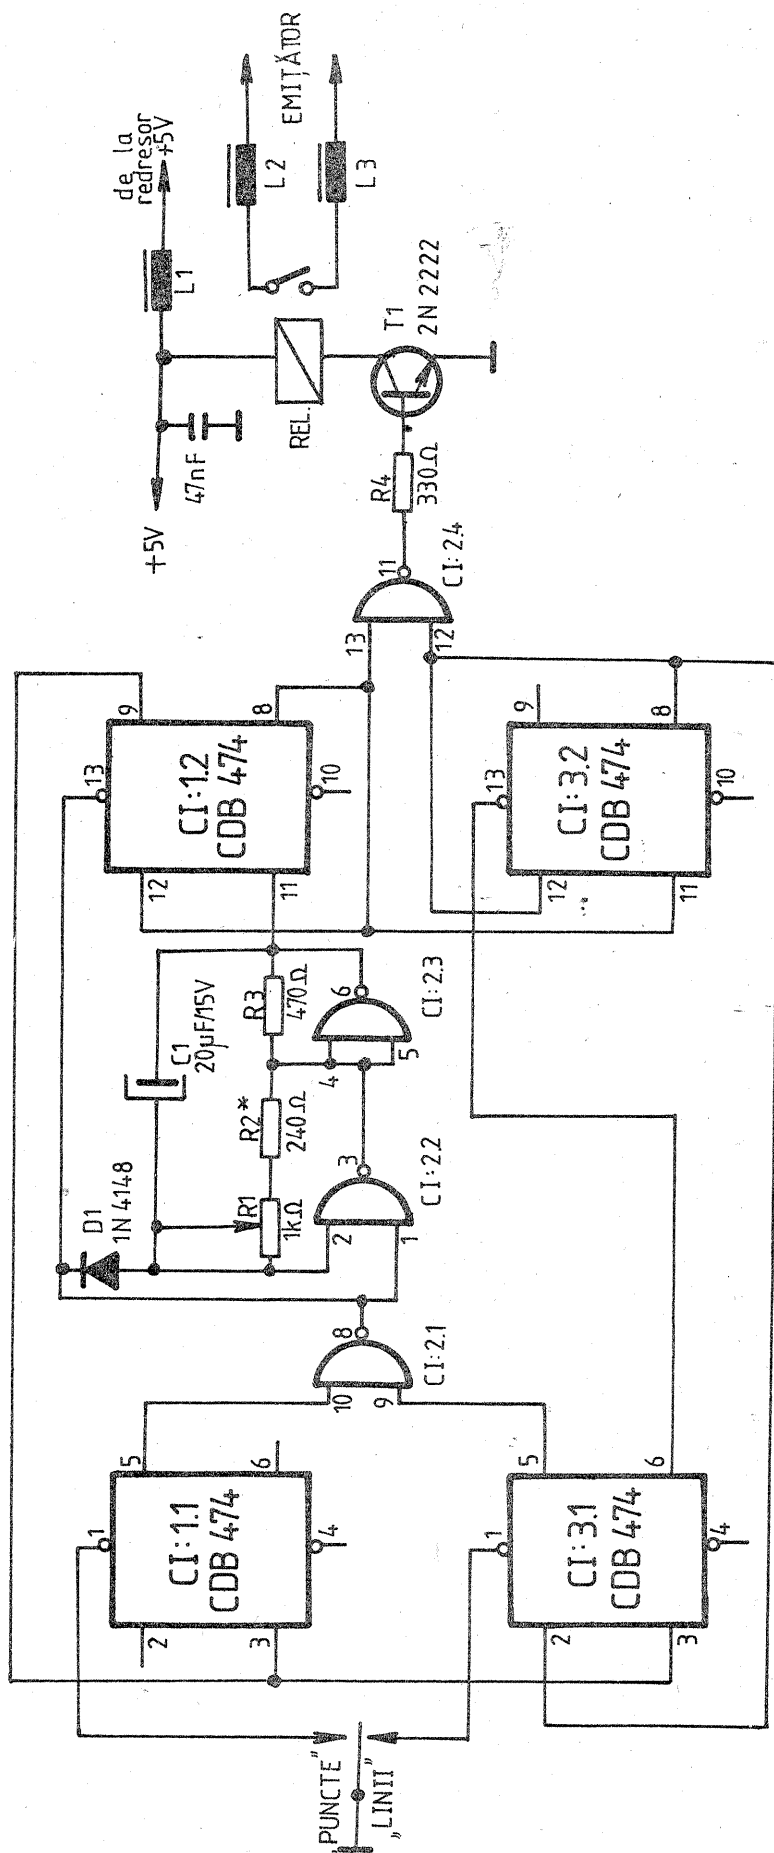 „PUNCTE”
„LINII”
1
CI:1.1
CDB 474
2
3
4
5
6
1
CI:3.1
CDB 474
2
3
4
5
6
10
9
8
CI:2.1
D1
1N4148
C1
20µF/15V
R1
1kΩ
R2*
240Ω
R3
470Ω
2
1
3
CI:2.2
4
5
6
CI:2.3
13
CI:1.2
CDB 474
12
11
10
9
8
13
CI:3.2
CDB 474
12
11
10
9
8
13
12
11
CI:2.4
R4
330Ω
T1
2N2222
REL.
+5V
47nF
L1
de la
redresor
+5V
L2
L3
EMIȚĂTOR